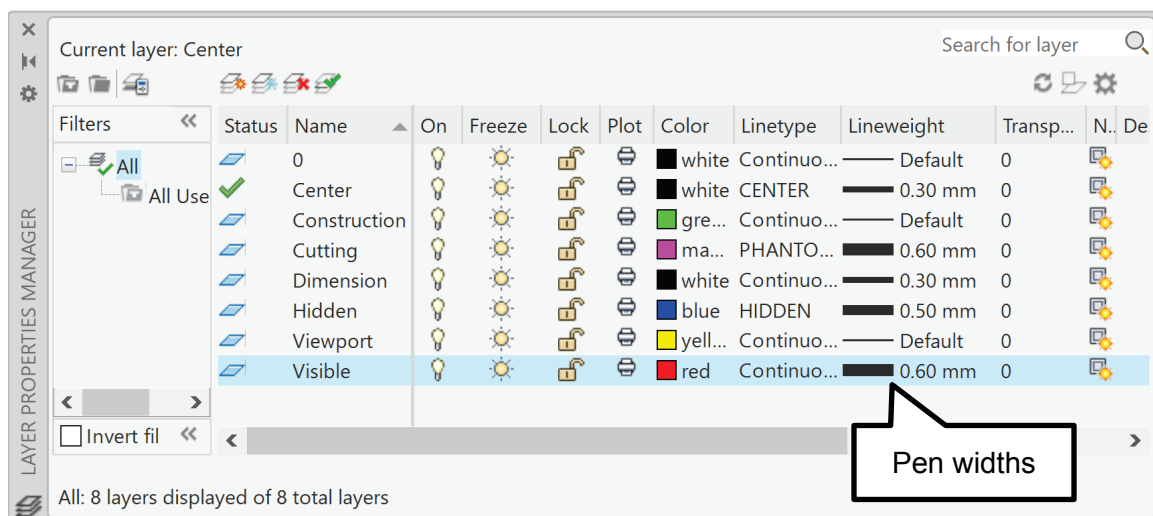 Current layer: Center
Search for layer
Filters
Status Name On Freeze Lock Plot Color Linetype Lineweight Transp... N.. De
All
0 white Continuo... Default 0
All Use
Center white CENTER 0.30 mm 0
Construction gre... Continuo... Default 0
Cutting ma... PHANTO... 0.60 mm 0
Dimension white Continuo... 0.30 mm 0
Hidden blue HIDDEN 0.50 mm 0
Viewport yell... Continuo... Default 0
Visible red Continuo... 0.60 mm 0
Invert fil
Pen widths
All: 8 layers displayed of 8 total layers
LAYER PROPERTIES MANAGER